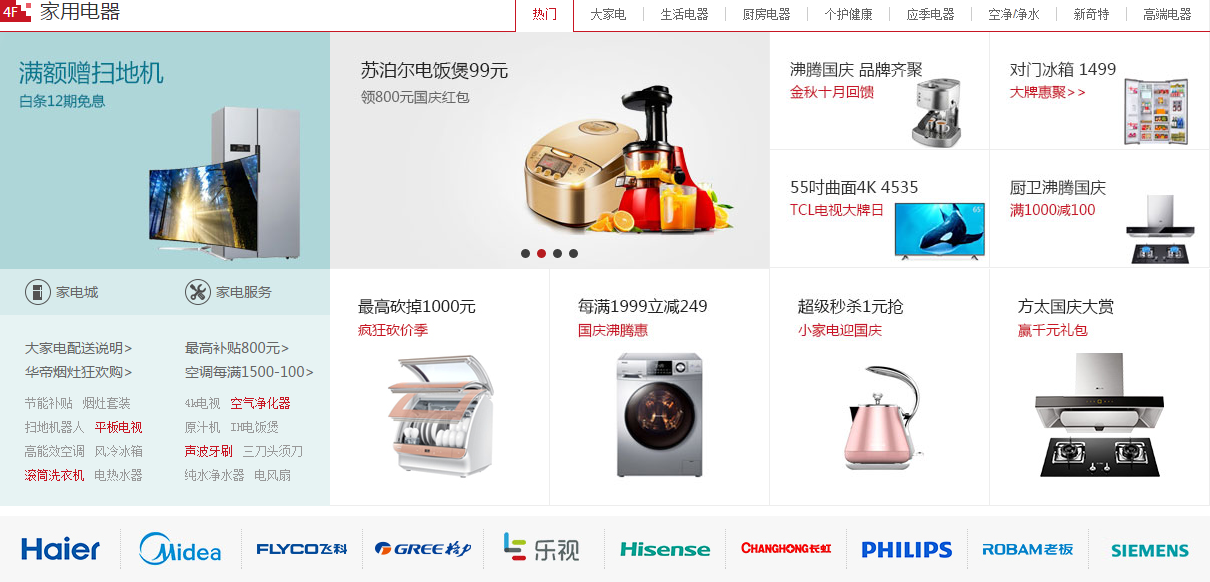 4F 家用电器
热门 大家电 生活电器 厨房电器 个护健康 应季电器 空净/净水 新奇特 高端电器
满额赠扫地机
白条12期免息
苏泊尔电饭煲99元
领800元国庆红包
沸腾国庆 品牌齐聚
金秋十月回馈
对门冰箱 1499
大牌惠聚>>
55吋曲面4K 4535
TCL电视大牌日
65"
厨卫沸腾国庆
满1000减100
家电城 家电服务
大家电配送说明> 最高补贴800元>
华帝烟灶狂欢购> 空调每满1500-100>
节能补贴 烟灶套装 4k电视 空气净化器
扫地机器人 平板电视 原汁机 IH电饭煲
高能效空调 风冷冰箱 声波牙刷 三刀头须刀
滚筒洗衣机 电热水器 纯水净水器 电风扇
最高砍掉1000元
疯狂砍价季
每满1999立减249
国庆沸腾惠
超级秒杀1元抢
小家电迎国庆
方太国庆大赏
赢千元礼包
Haier Midea FLYCO飞科 GREE格力 乐视 Hisense CHANGHONG长虹 PHILIPS ROBAM老板 SIEMENS